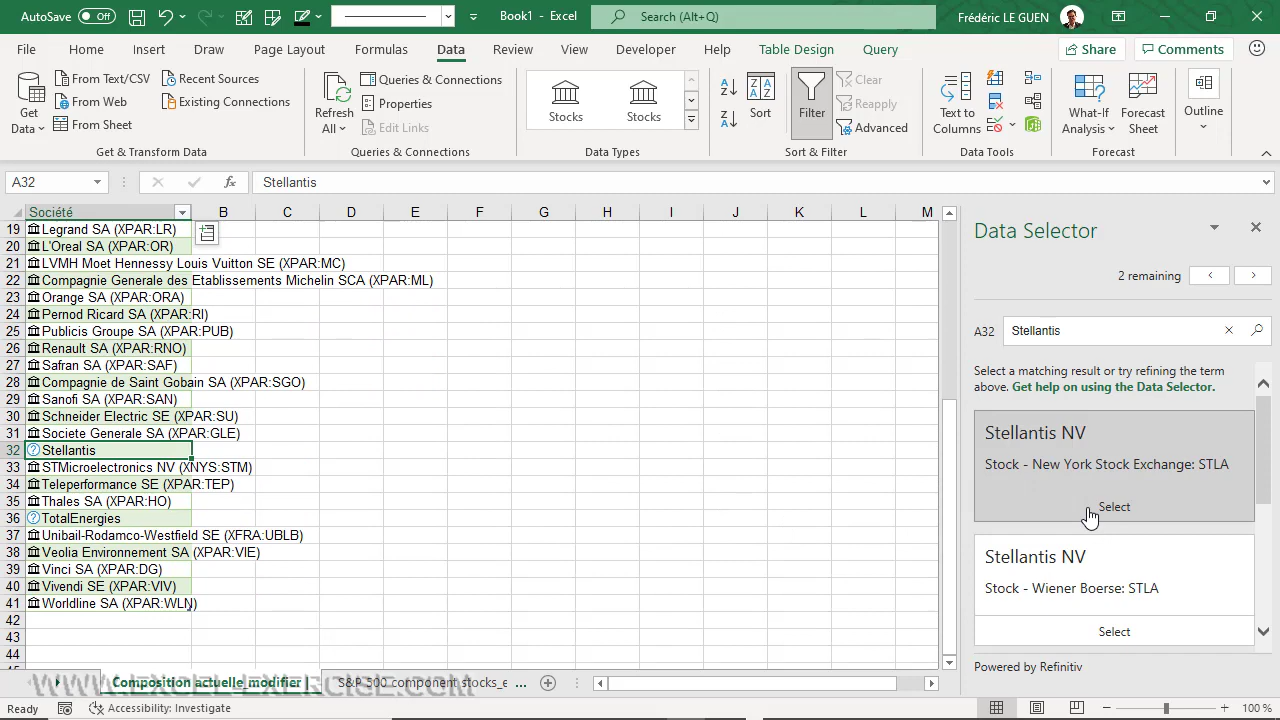 AutoSave Off Book1 - Excel Search (Alt+Q) Frédéric LE GUEN
File Home Insert Draw Page Layout Formulas Data Review View Developer Help Table Design Query Share Comments
Get Data
From Text/CSV
From Web
From Sheet
Recent Sources
Existing Connections
Get & Transform Data
Refresh All
Queries & Connections
Properties
Edit Links
Queries & Connections
Stocks Stocks
Data Types
Sort
Filter
Clear
Reapply
Advanced
Sort & Filter
Text to Columns
Data Tools
What-If Analysis
Forecast Sheet
Forecast
Outline
A32 fx Stellantis
Société B C D E F G H I J K L M
19 Legrand SA (XPAR:LR)
20 L'Oreal SA (XPAR:OR)
21 LVMH Moet Hennessy Louis Vuitton SE (XPAR:MC)
22 Compagnie Generale des Etablissements Michelin SCA (XPAR:ML)
23 Orange SA (XPAR:ORA)
24 Pernod Ricard SA (XPAR:RI)
25 Publicis Groupe SA (XPAR:PUB)
26 Renault SA (XPAR:RNO)
27 Safran SA (XPAR:SAF)
28 Compagnie de Saint Gobain SA (XPAR:SGO)
29 Sanofi SA (XPAR:SAN)
30 Schneider Electric SE (XPAR:SU)
31 Societe Generale SA (XPAR:GLE)
32 Stellantis
33 STMicroelectronics NV (XNYS:STM)
34 Teleperformance SE (XPAR:TEP)
35 Thales SA (XPAR:HO)
36 TotalEnergies
37 Unibail-Rodamco-Westfield SE (XFRA:UBLB)
38 Veolia Environnement SA (XPAR:VIE)
39 Vinci SA (XPAR:DG)
40 Vivendi SE (XPAR:VIV)
41 Worldline SA (XPAR:WLN)
42
43
44
Data Selector
2 remaining
A32 Stellantis
Select a matching result or try refining the term
above. Get help on using the Data Selector.
Stellantis NV
Stock - New York Stock Exchange: STLA
Select
Stellantis NV
Stock - Wiener Boerse: STLA
Select
Powered by Refinitiv
Composition actuelle_modifier S&P 500 component stocks_e ...
WWW.EXCEL-EXERCISE.COM
Ready Accessibility: Investigate 100 %